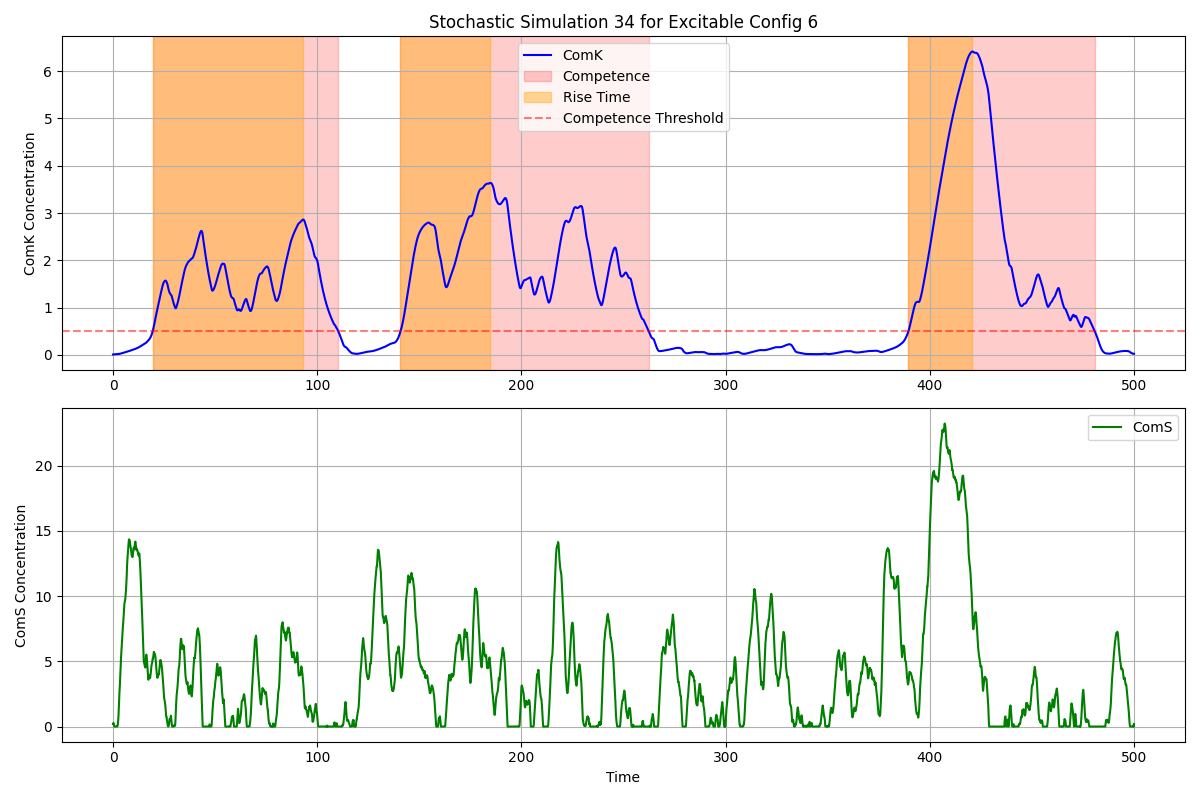 Stochastic Simulation 34 for Excitable Config 6
ComK Concentration
6
5
4
3
2
1
0
ComK
Competence
Rise Time
Competence Threshold
0 100 200 300 400 500
ComS Concentration
20
15
10
5
0
ComS
0 100 200 300 400 500
Time